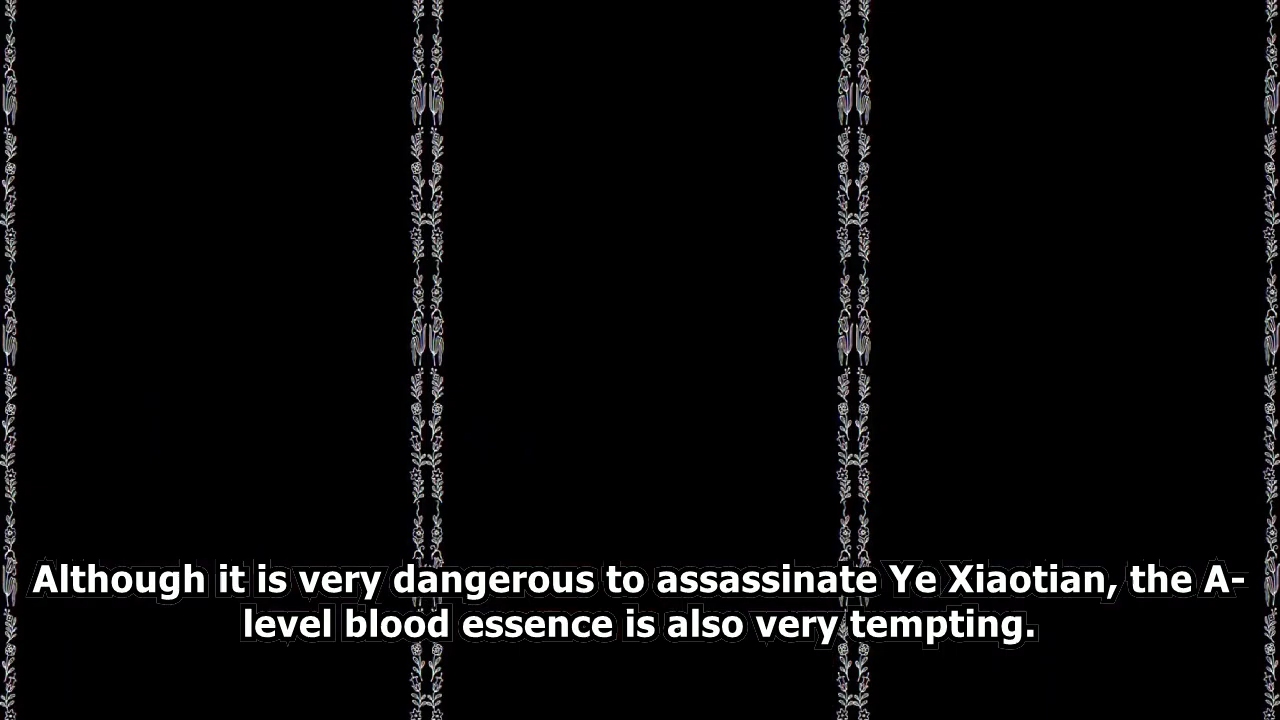 Although it is very dangerous to assassinate Ye Xiaotian, the A-
level blood essence is also very tempting.